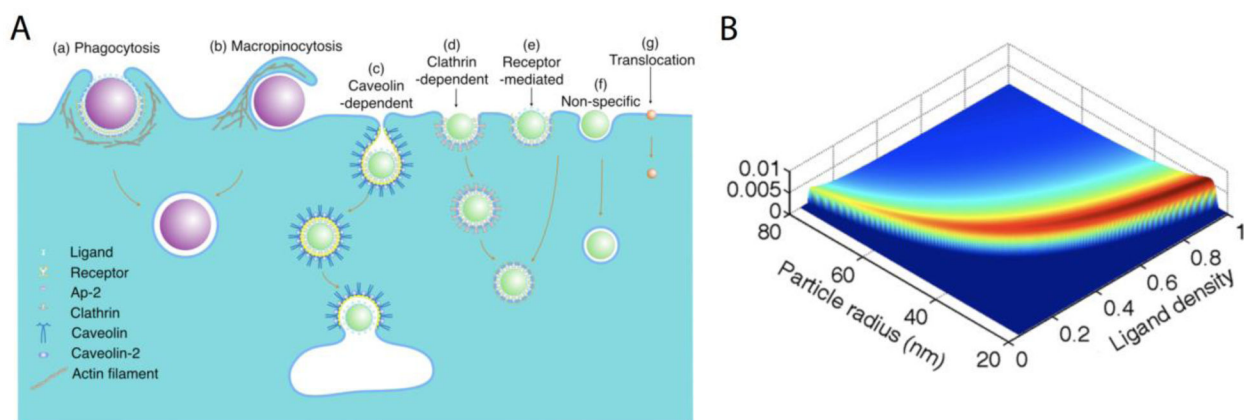 A
(a) Phagocytosis
(b) Macropinocytosis
(c)
Caveolin
-dependent
(d)
Clathrin
-dependent
(e)
Receptor
-mediated
(f)
Non-specific
(g)
Translocation
Ligand
Receptor
Ap-2
Clathrin
Caveolin
Caveolin-2
Actin filament
B
0.01
0.005
0
80
60
40
20
Particle radius (nm)
0
0.2
0.4
0.6
0.8
1
Ligand density